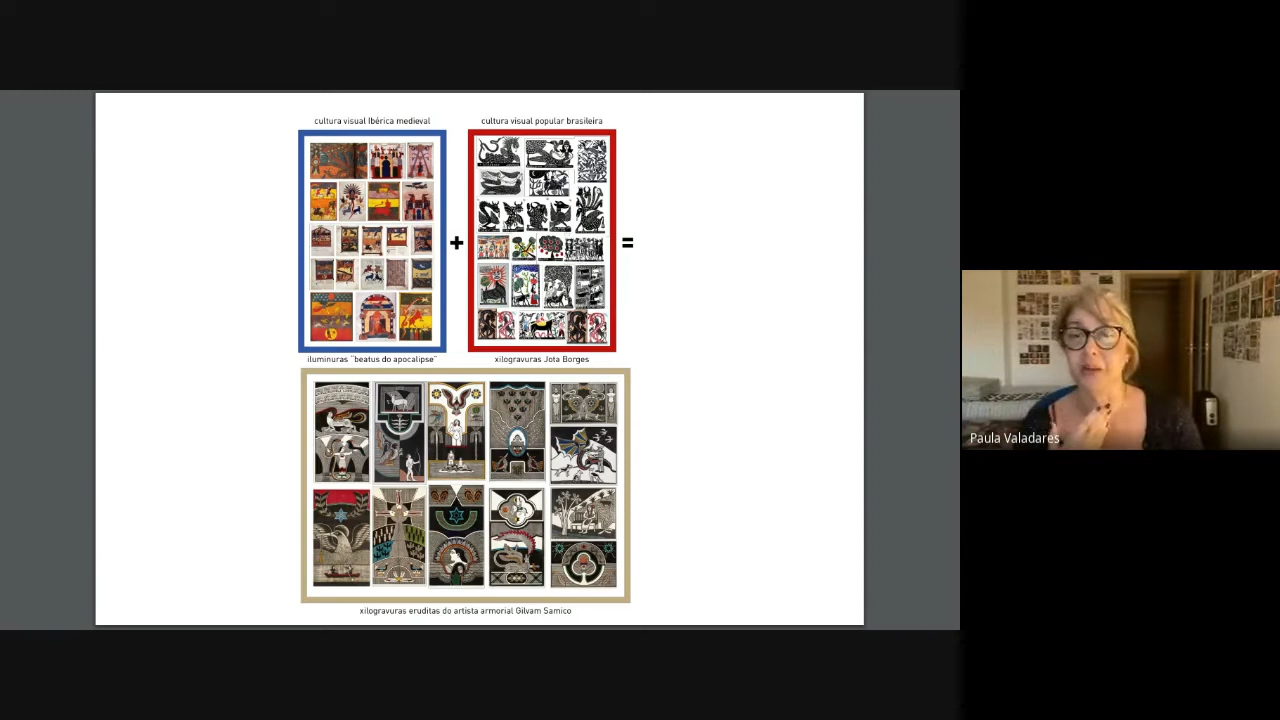 cultura visual Ibérica medieval
cultura visual popular brasileira
+
=
iluminuras "beatus do apocalipse"
xilogravuras Jota Borges
xilogravuras eruditas do artista armorial Gilvam Samico
Paula Valadares